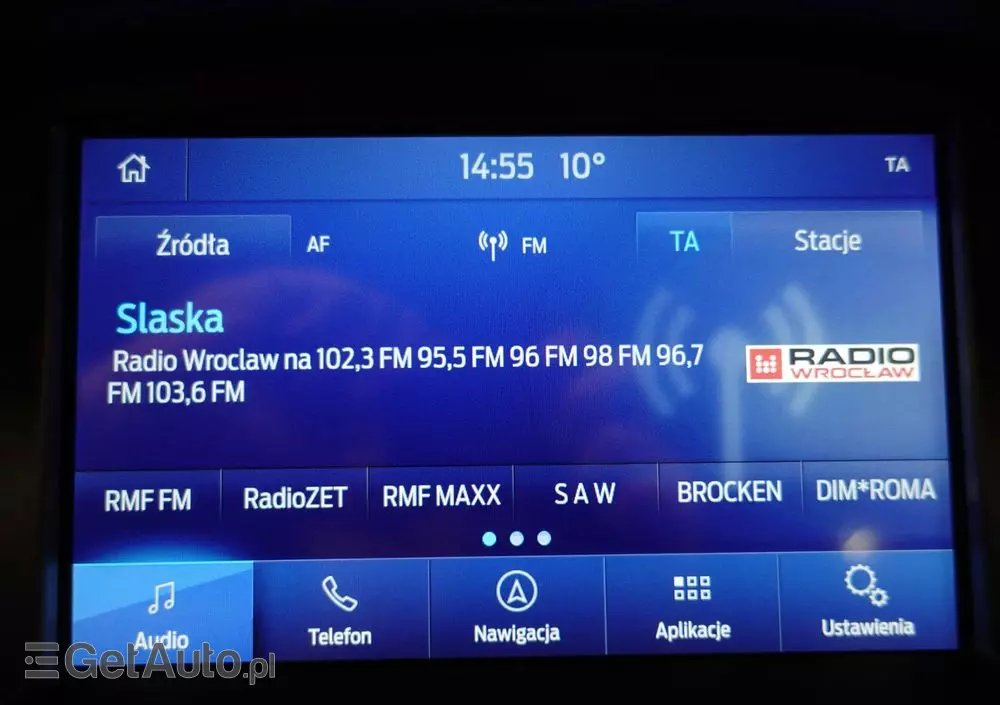 14:55 10° TA
Źródła AF FM TA Stacje
Slaska
Radio Wroclaw na 102,3 FM 95,5 FM 96 FM 98 FM 96,7
FM 103,6 FM
RADIO
WROCŁAW
RMF FM RadioZET RMF MAXX S A W BROCKEN DIM*ROMA
Audio Telefon Nawigacja Aplikacje Ustawienia
GetAuto.pl